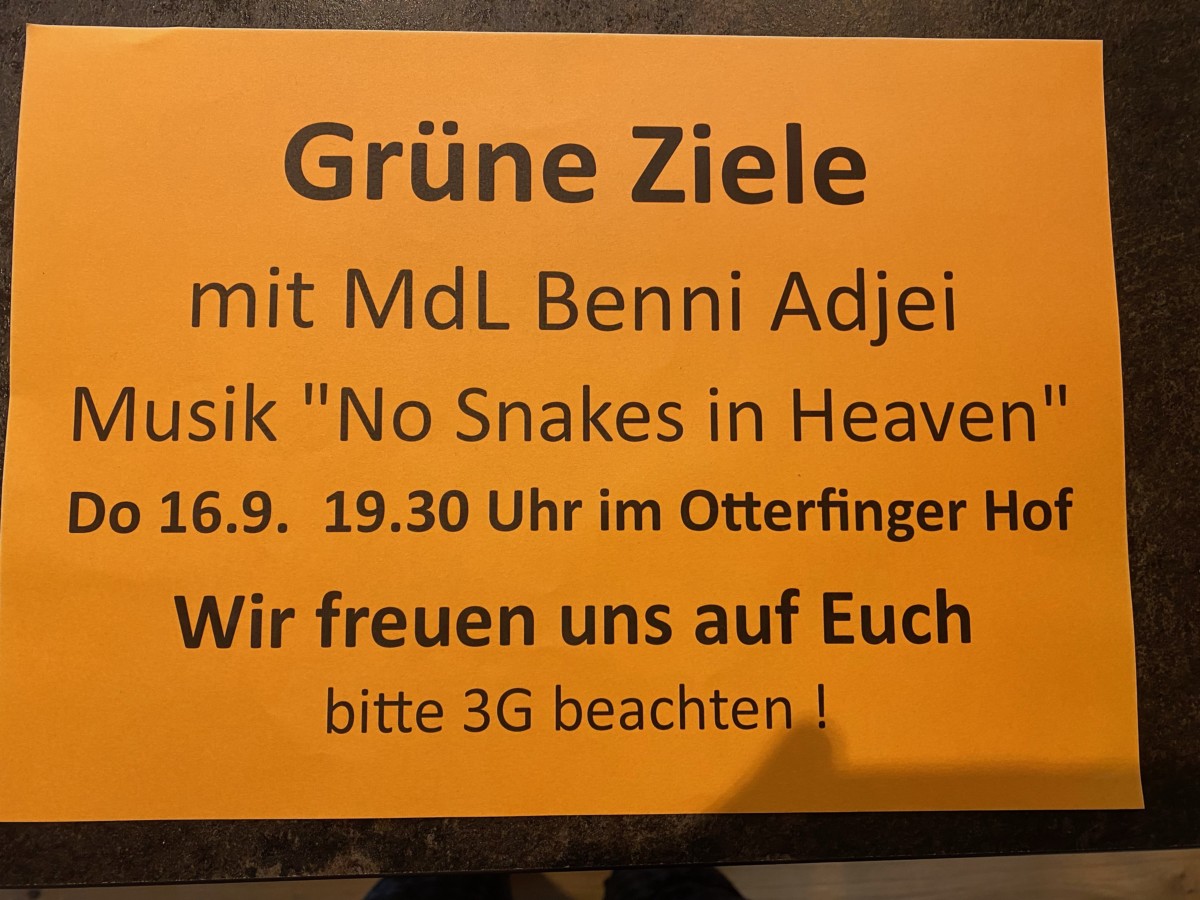 Grüne Ziele
mit MdL Benni Adjei
Musik "No Snakes in Heaven"
Do 16.9. 19.30 Uhr im Otterfinger Hof
Wir freuen uns auf Euch
bitte 3G beachten !